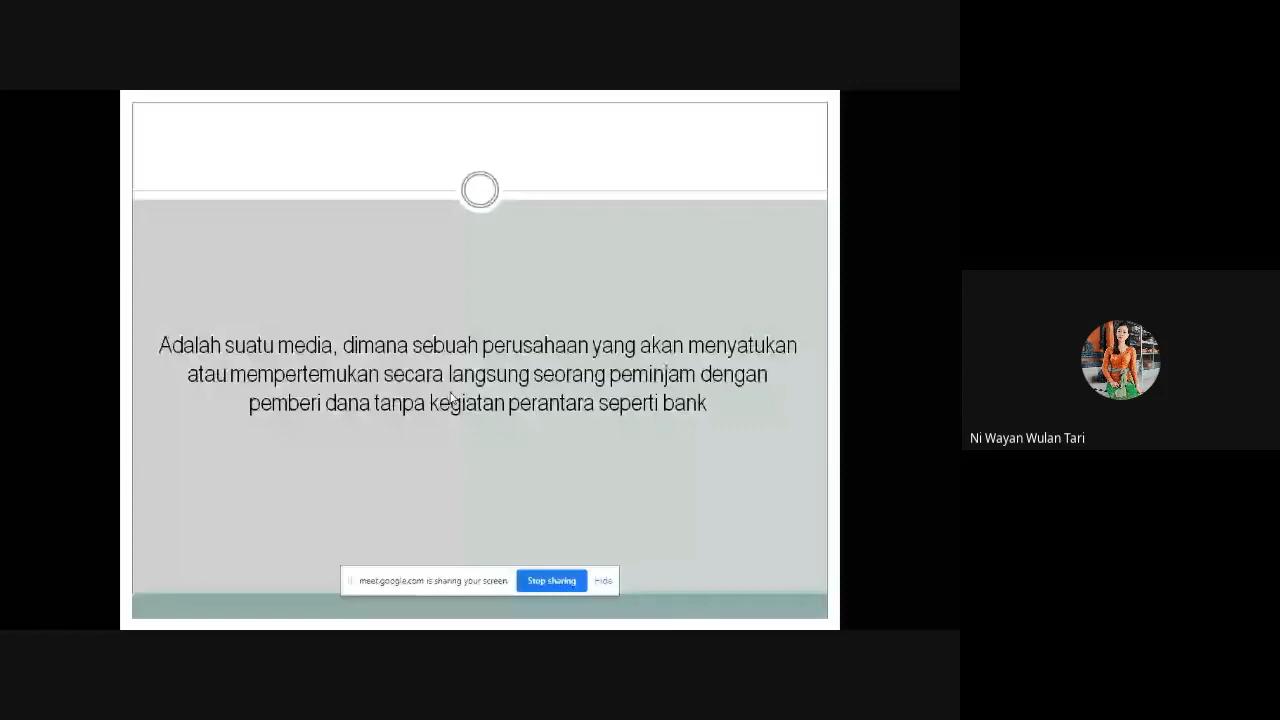 Adalah suatu media, dimana sebuah perusahaan yang akan menyatukan
atau mempertemukan secara langsung seorang peminjam dengan
pemberi dana tanpa kegiatan perantara seperti bank
meet.google.com is sharing your screen. Stop sharing Hide
Ni Wayan Wulan Tari